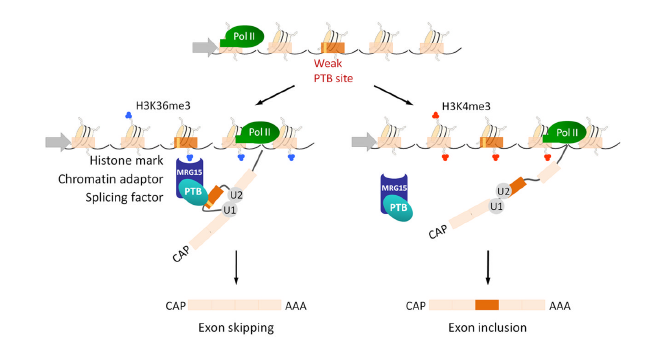 Pol II
Weak
PTB site
H3K36me3
Pol II
Histone mark
Chromatin adaptor
Splicing factor
MRG15
PTB
U2
U1
CAP
CAP
AAA
Exon skipping
H3K4me3
Pol II
MRG15
PTB
U2
U1
CAP
CAP
AAA
Exon inclusion